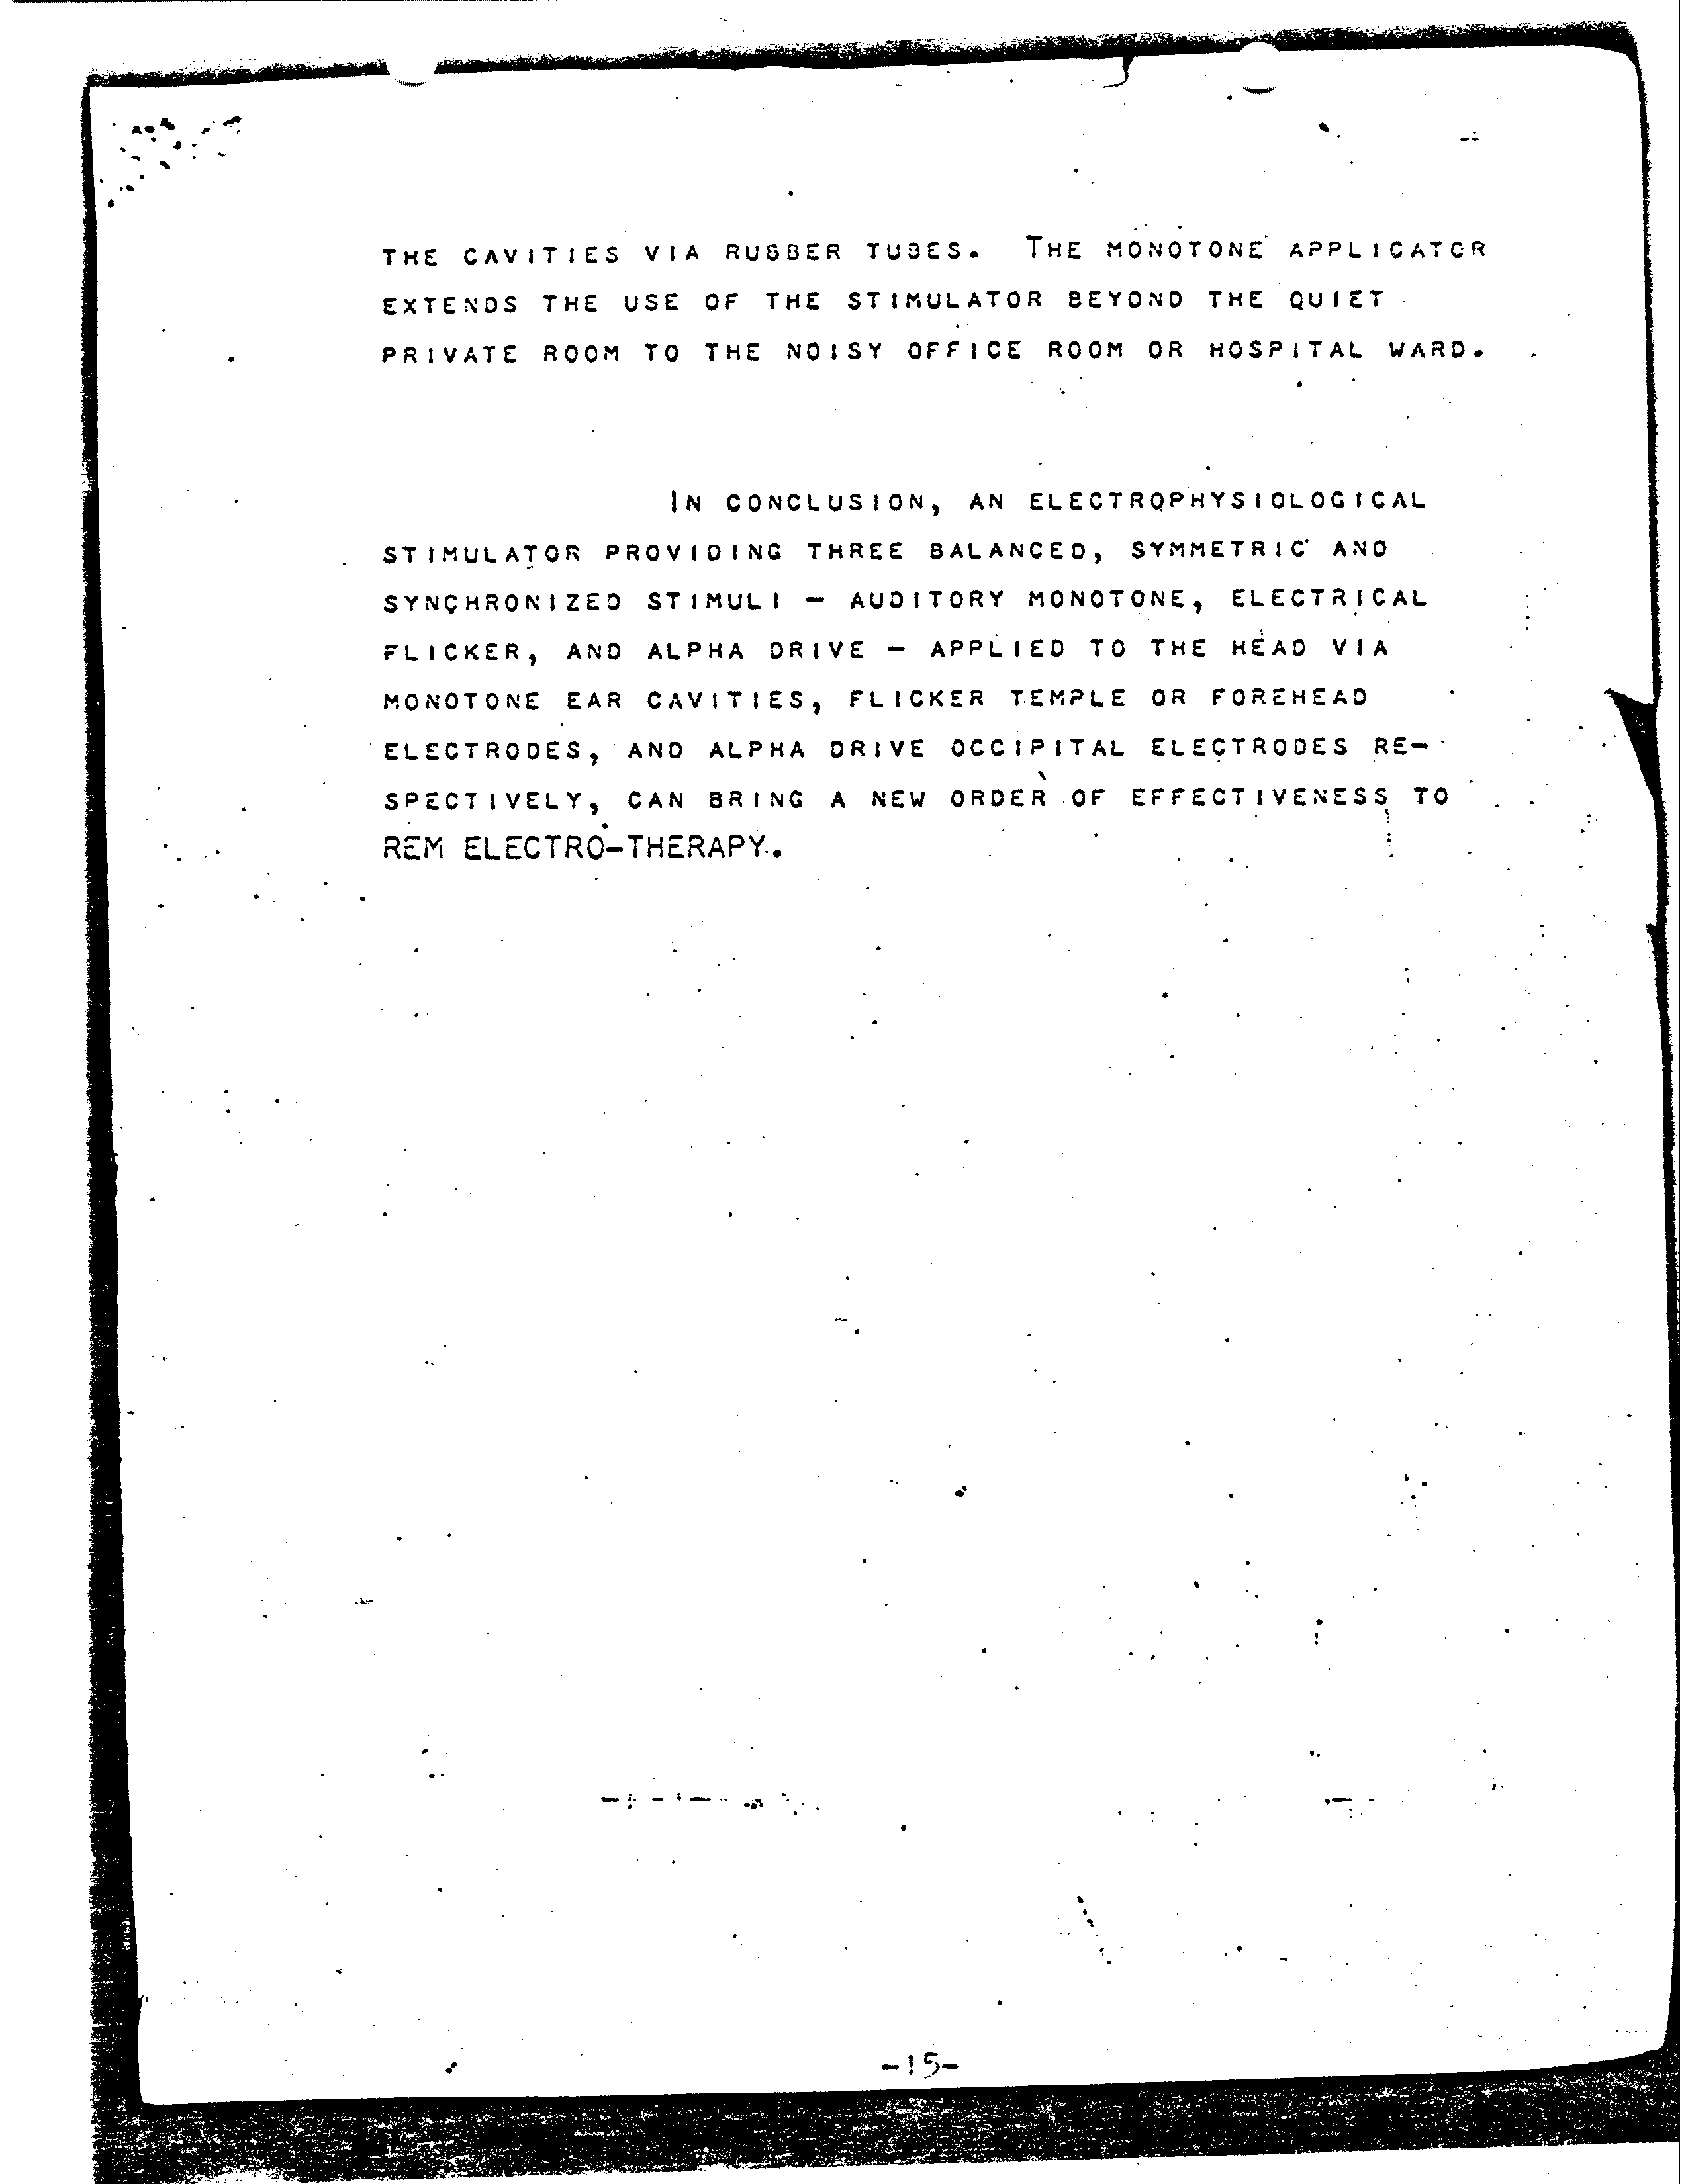 THE CAVITIES VIA RUBBER TUBES.  THE MONOTONE APPLICATOR
EXTENDS THE USE OF THE STIMULATOR BEYOND THE QUIET
PRIVATE ROOM TO THE NOISY OFFICE ROOM OR HOSPITAL WARD.
IN CONCLUSION, AN ELECTROPHYSIOLOGICAL
STIMULATOR PROVIDING THREE BALANCED, SYMMETRIC AND
SYNCHRONIZED STIMULI – AUDITORY MONOTONE, ELECTRICAL
FLICKER, AND ALPHA DRIVE – APPLIED TO THE HEAD VIA
MONOTONE EAR CAVITIES, FLICKER TEMPLE OR FOREHEAD
ELECTRODES, AND ALPHA DRIVE OCCIPITAL ELECTRODES RE-
SPECTIVELY, CAN BRING A NEW ORDER OF EFFECTIVENESS TO
REM ELECTRO-THERAPY.
-15-